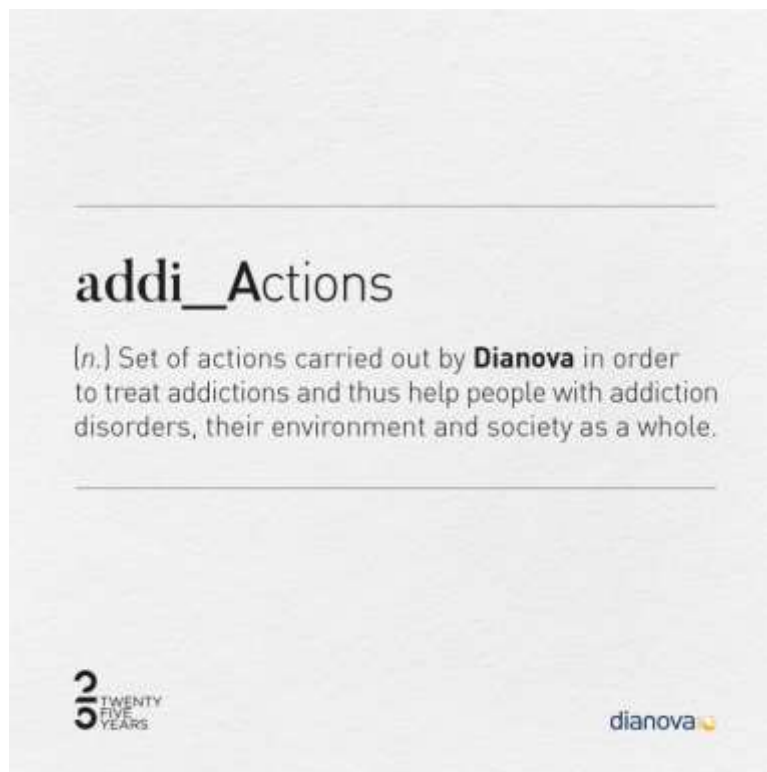 addi_Actions
(n.) Set of actions carried out by Dianova in order
to treat addictions and thus help people with addiction
disorders, their environment and society as a whole.
25
TWENTY
FIVE
YEARS
dianova